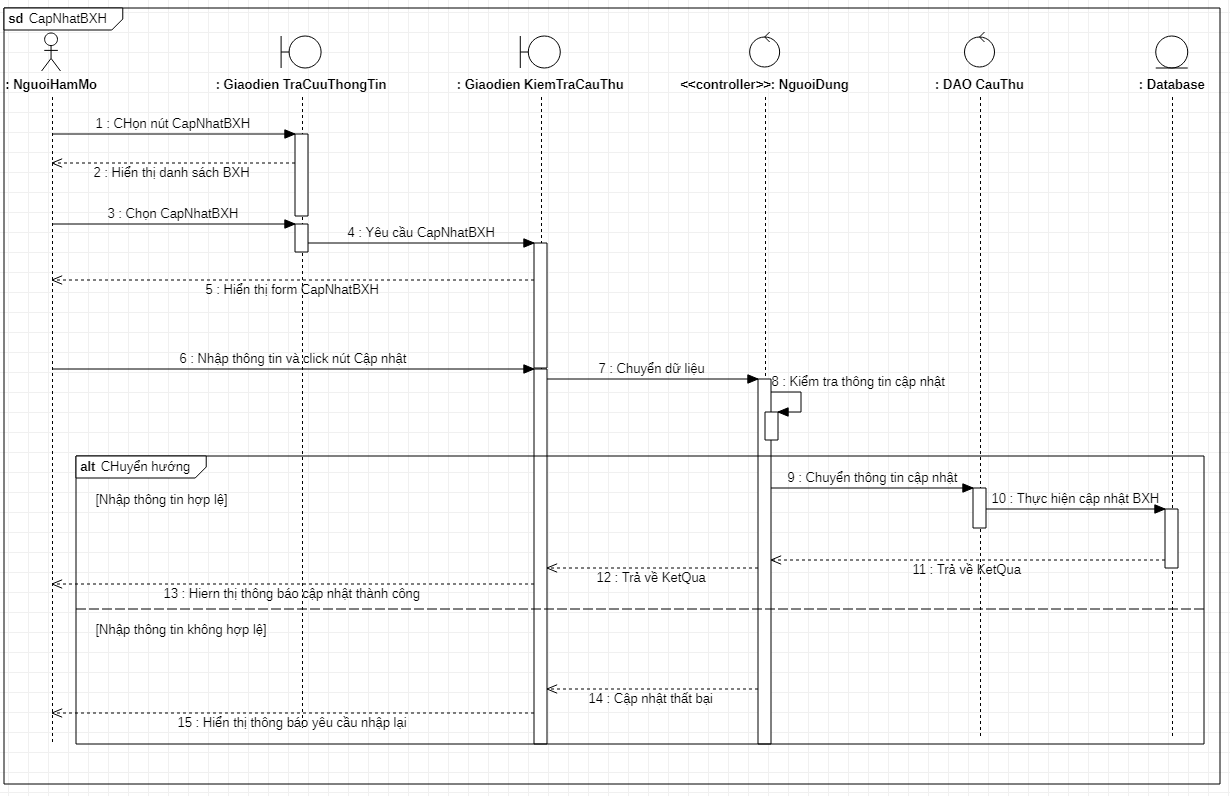 sd CapNhatBXH
: NguoiHamMo
: Giaodien TraCuuThongTin
: Giaodien KiemTraCauThu
<<controller>>: NguoiDung
: DAO CauThu
: Database
1 : CHọn nút CapNhatBXH
2 : Hiển thị danh sách BXH
3 : Chọn CapNhatBXH
4 : Yêu cầu CapNhatBXH
5 : Hiển thị form CapNhatBXH
6 : Nhập thông tin và click nút Cập nhật
7 : Chuyển dữ liệu
8 : Kiểm tra thông tin cập nhật
alt CHuyển hướng
[Nhập thông tin hợp lệ]
9 : Chuyển thông tin cập nhật
10 : Thực hiện cập nhật BXH
11 : Trả về KetQua
12 : Trả về KetQua
13 : Hiern thị thông báo cập nhật thành công
[Nhập thông tin không hợp lệ]
14 : Cập nhật thất bại
15 : Hiển thị thông báo yêu cầu nhập lại